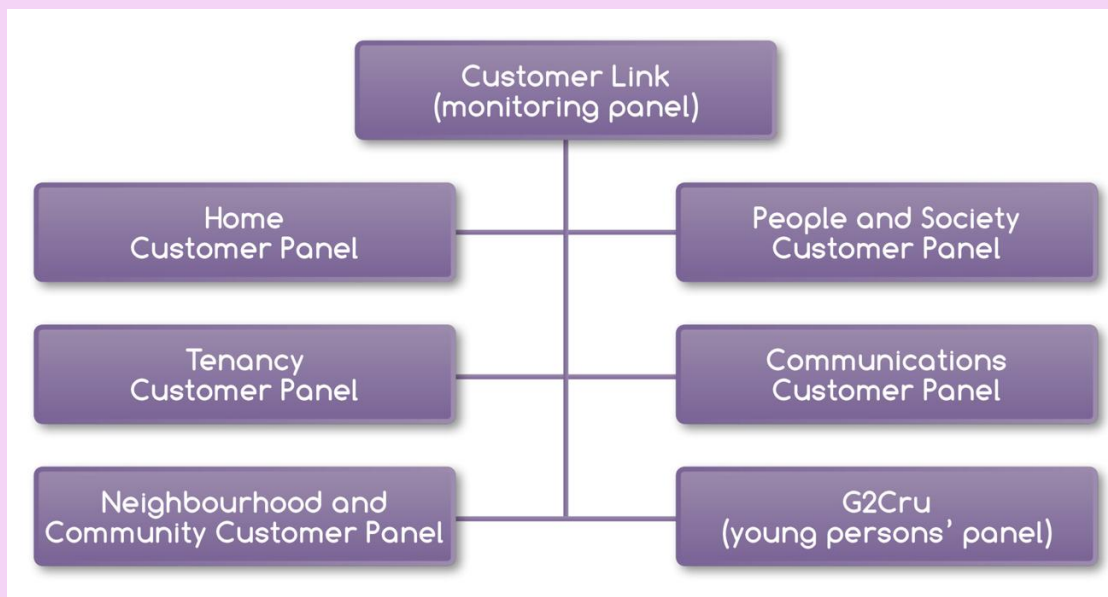 Customer Link
(monitoring panel)
Home
Customer Panel
People and Society
Customer Panel
Tenancy
Customer Panel
Communications
Customer Panel
Neighbourhood and
Community Customer Panel
G2Cru
(young persons’ panel)